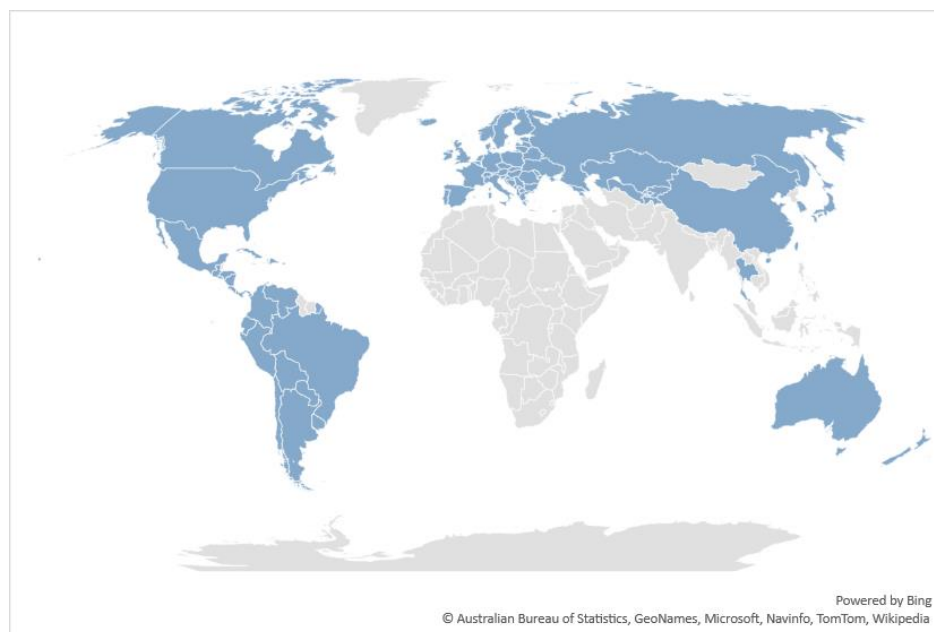 Powered by Bing
© Australian Bureau of Statistics, GeoNames, Microsoft, Navinfo, TomTom, Wikipedia